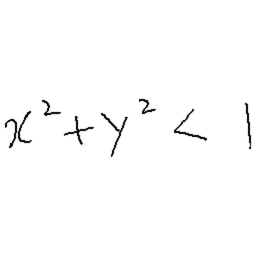 x² + y² < 1